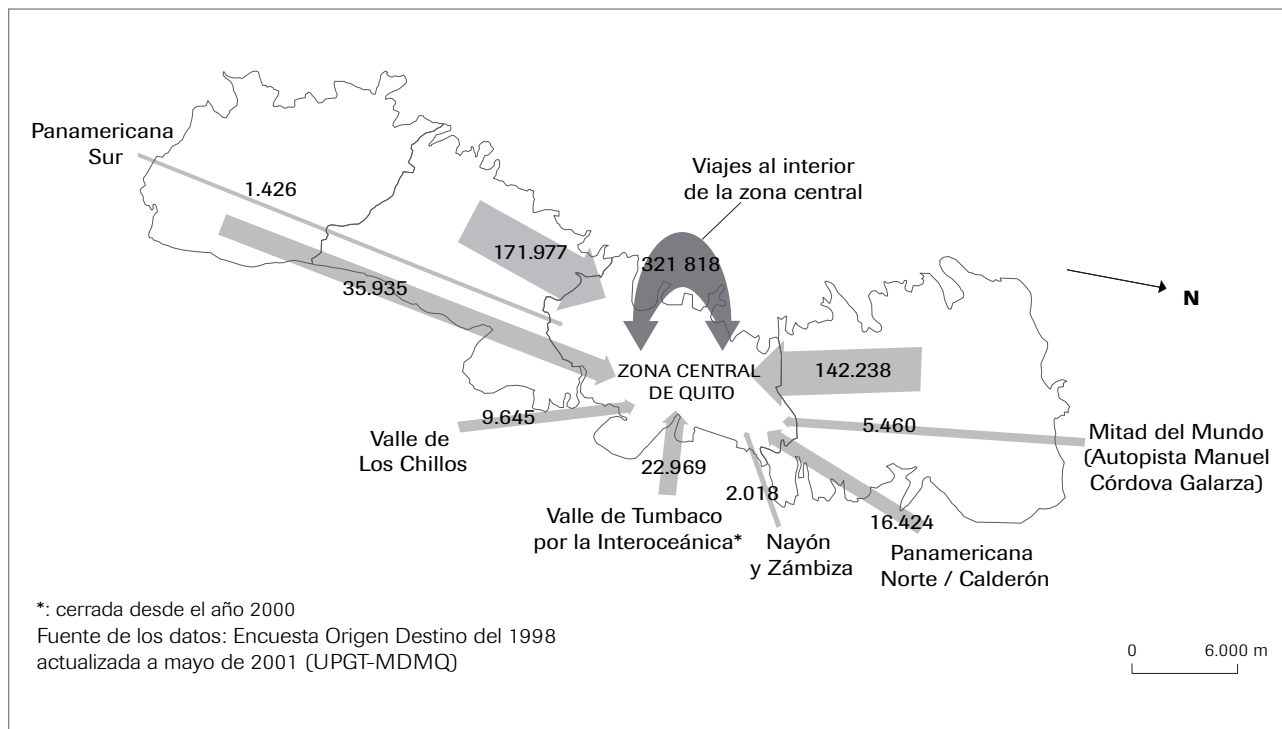 Panamericana
Sur
1.426
171.977
35.935
Viajes al interior
de la zona central
321 818
N
ZONA CENTRAL
DE QUITO
142.238
9.645
Valle de
Los Chillos
22.969
Valle de Tumbaco
por la Interoceánica*
2.018
Nayón
y Zámbiza
5.460
Mitad del Mundo
(Autopista Manuel
Córdova Galarza)
16.424
Panamericana
Norte / Calderón
*: cerrada desde el año 2000
Fuente de los datos: Encuesta Origen Destino del 1998
actualizada a mayo de 2001 (UPGT-MDMQ)
0 6.000 m